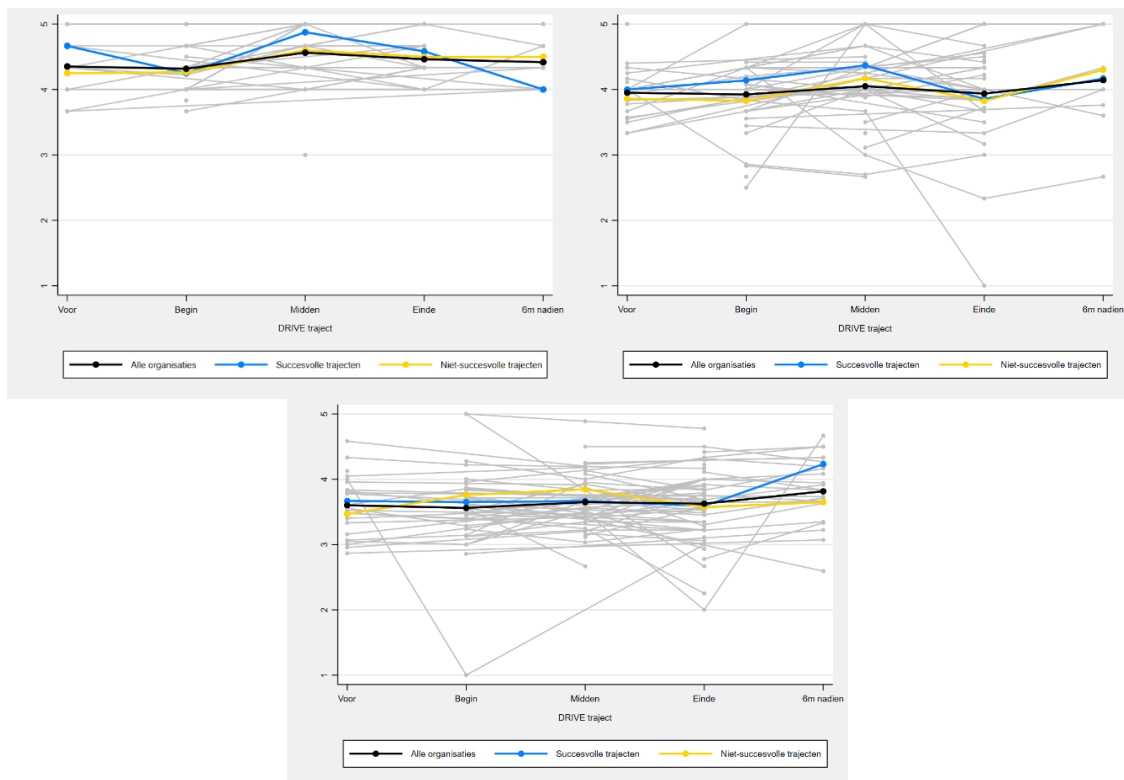 5
4
3
2
1
Voor Begin Midden Einde 6m nadien
DRIVE traject
Alle organisaties Succesvolle trajecten Niet-succesvolle trajecten
5
4
3
2
1
Voor Begin Midden Einde 6m nadien
DRIVE traject
Alle organisaties Succesvolle trajecten Niet-succesvolle trajecten
5
4
3
2
1
Voor Begin Midden Einde 6m nadien
DRIVE traject
Alle organisaties Succesvolle trajecten Niet-succesvolle trajecten